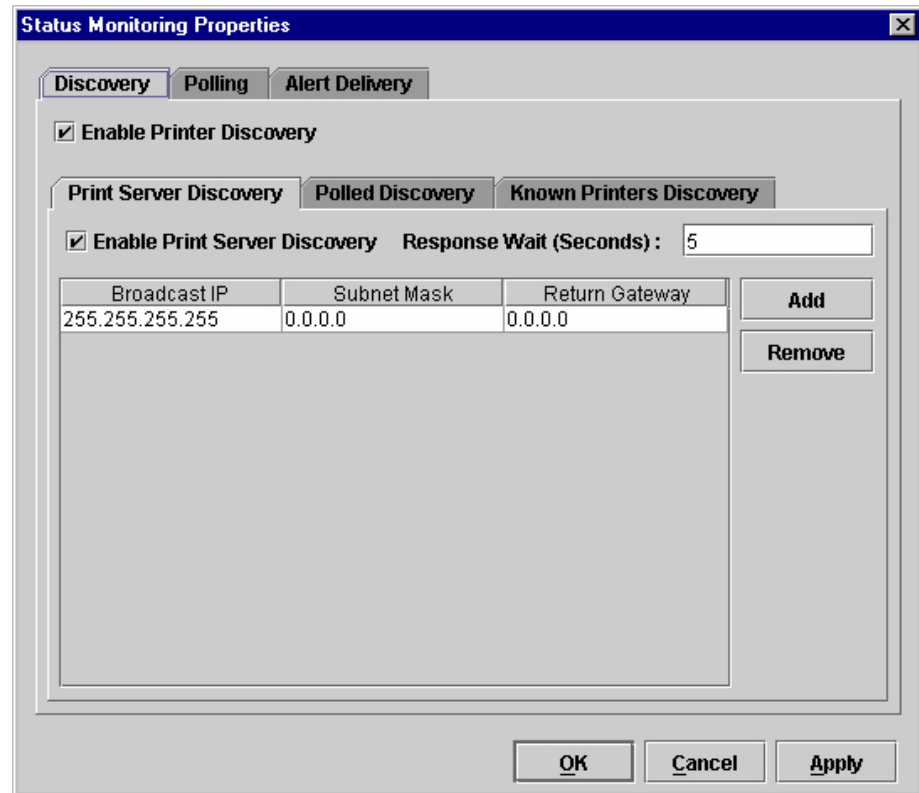 Status Monitoring Properties
Discovery Polling Alert Delivery
Enable Printer Discovery
Print Server Discovery Polled Discovery Known Printers Discovery
Enable Print Server Discovery Response Wait (Seconds) : 5
Broadcast IP Subnet Mask Return Gateway Add
255.255.255.255 0.0.0.0 0.0.0.0
Remove
OK Cancel Apply